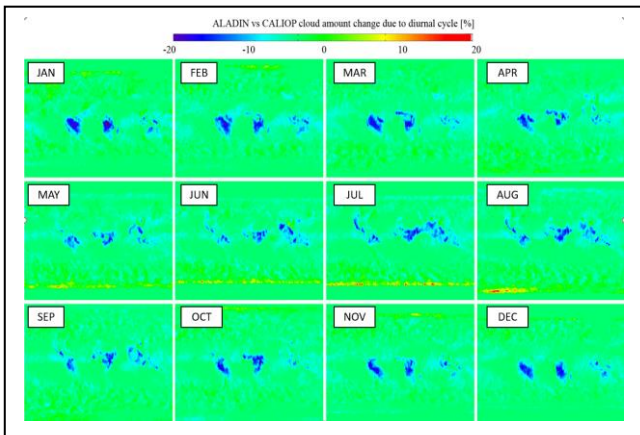 ALADIN vs CALIOP cloud amount change due to diurnal cycle [%]
-20 -10 0 10 20
JAN FEB MAR APR
MAY JUN JUL AUG
SEP OCT NOV DEC